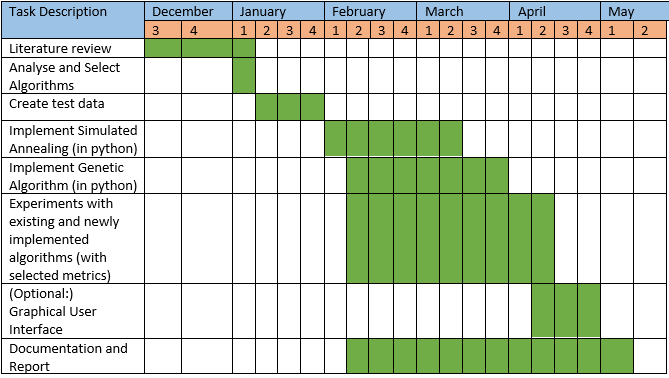 Task Description December January February March April May
3 4 1 2 3 4 1 2 3 4 1 2 3 4 1 2 3 4 1 2
Literature review
Analyse and Select
Algorithms
Create test data
Implement Simulated
Annealing (in python)
Implement Genetic
Algorithm (in python)
Experiments with
existing and newly
implemented
algorithms (with
selected metrics)
(Optional:)
Graphical User
Interface
Documentation and
Report